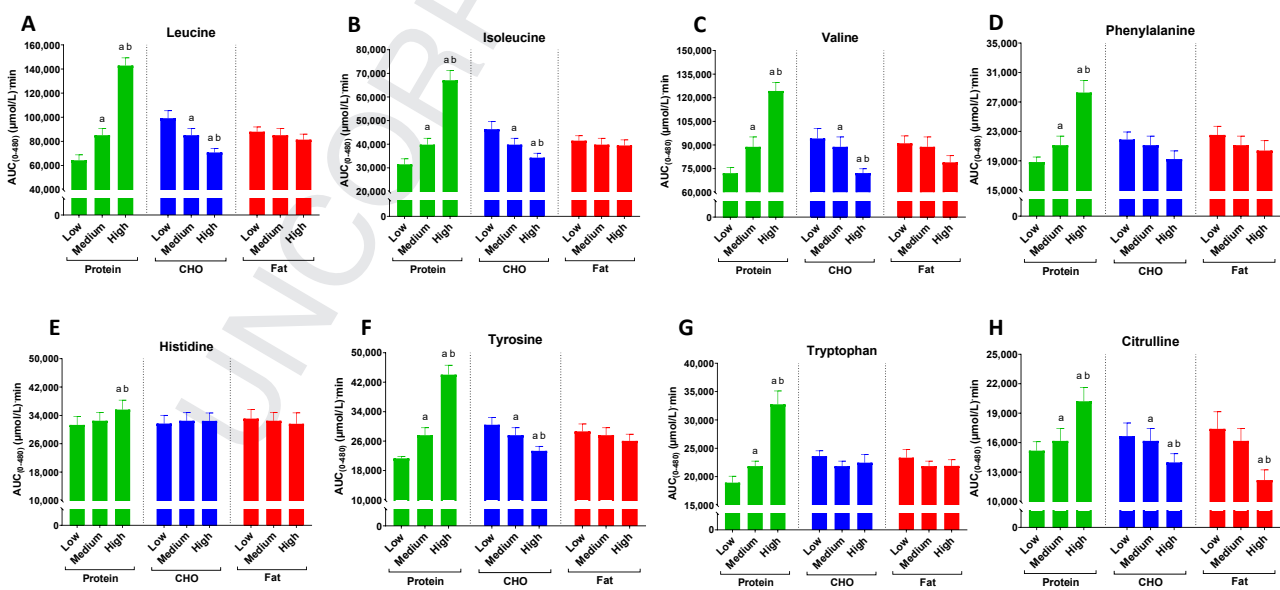 A
Leucine
AUC(0-480) (µmol/L)·min
160,000
140,000
120,000
100,000
80,000
60,000
40,000
0
a
a b
a
a b
Low
Medium
High
Low
Medium
High
Low
Medium
High
Protein
CHO
Fat
B
Isoleucine
AUC(0-480) (µmol/L)·min
80,000
70,000
60,000
50,000
40,000
30,000
20,000
0
a
a b
a
a b
Low
Medium
High
Low
Medium
High
Low
Medium
High
Protein
CHO
Fat
C
Valine
AUC(0-480) (µmol/L)·min
150,000
135,000
120,000
105,000
90,000
75,000
60,000
0
a
a b
a
a b
Low
Medium
High
Low
Medium
High
Low
Medium
High
Protein
CHO
Fat
D
Phenylalanine
AUC(0-480) (µmol/L)·min
35,000
31,000
27,000
23,000
19,000
15,000
0
a
a b
Low
Medium
High
Low
Medium
High
Low
Medium
High
Protein
CHO
Fat
E
Histidine
AUC(0-480) (µmol/L)·min
50,000
42,000
34,000
26,000
18,000
10,000
0
a b
Low
Medium
High
Low
Medium
High
Low
Medium
High
Protein
CHO
Fat
F
Tyrosine
AUC(0-480) (µmol/L)·min
50,000
42,000
34,000
26,000
18,000
10,000
0
a
a b
a
a b
Low
Medium
High
Low
Medium
High
Low
Medium
High
Protein
CHO
Fat
G
Tryptophan
AUC(0-480) (µmol/L)·min
40,000
35,000
30,000
25,000
20,000
15,000
0
a
a b
Low
Medium
High
Low
Medium
High
Low
Medium
High
Protein
CHO
Fat
H
Citrulline
AUC(0-480) (µmol/L)·min
25,000
22,000
19,000
16,000
13,000
10,000
0
a
a b
a
a b
a b
Low
Medium
High
Low
Medium
High
Low
Medium
High
Protein
CHO
Fat